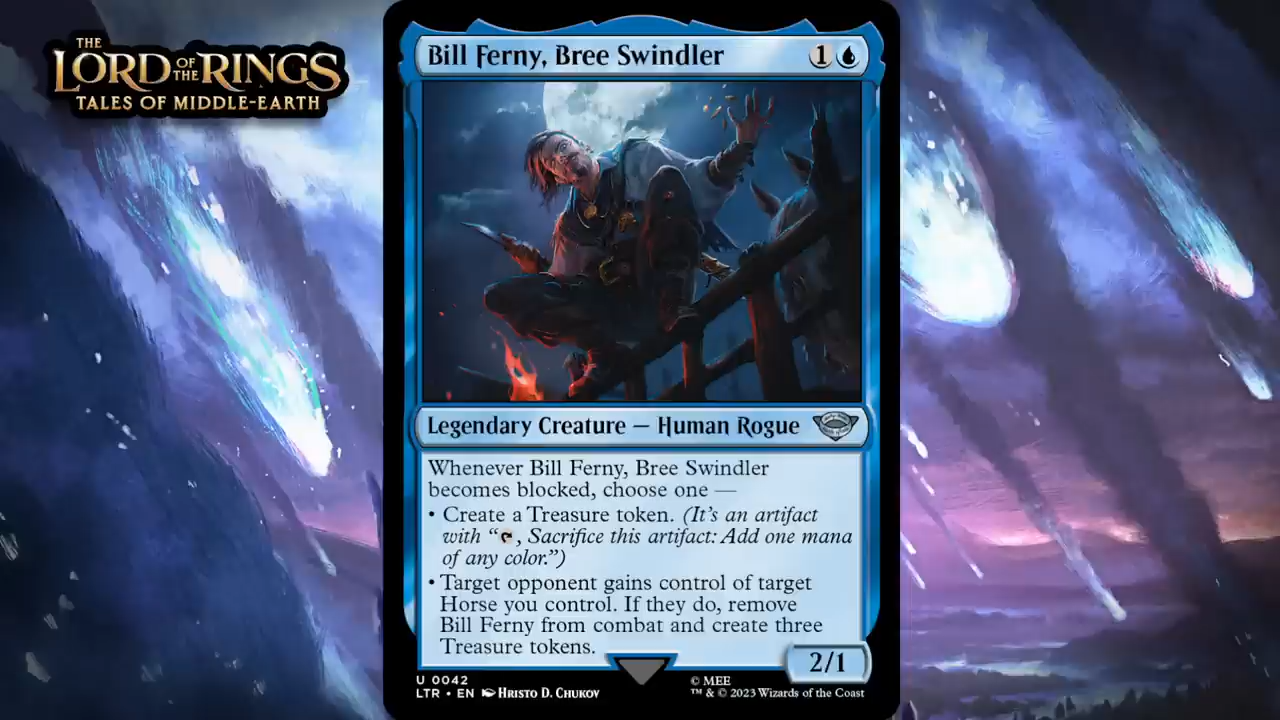 THE
LORD OF THE RINGS
TALES OF MIDDLE-EARTH
Bill Ferny, Bree Swindler 1
Legendary Creature — Human Rogue
Whenever Bill Ferny, Bree Swindler
becomes blocked, choose one —
• Create a Treasure token. (It's an artifact
with “, Sacrifice this artifact: Add one mana
of any color.”)
• Target opponent gains control of target
Horse you control. If they do, remove
Bill Ferny from combat and create three
Treasure tokens.
2/1
U 0042
LTR • EN Hristo D. Chukov
© MEE
™ & © 2023 Wizards of the Coast